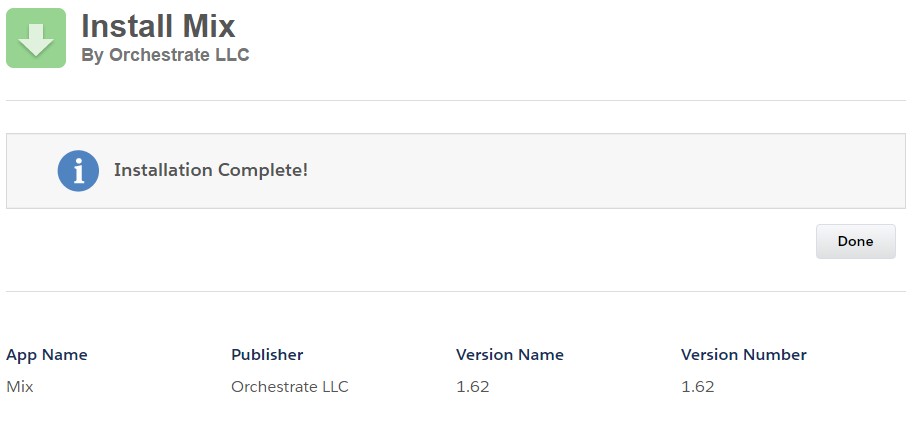 Install Mix
By Orchestrate LLC
Installation Complete!
Done
App Name Publisher Version Name Version Number
Mix Orchestrate LLC 1.62 1.62